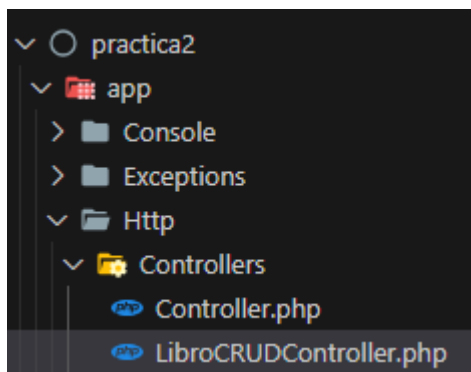 practica2
app
Console
Exceptions
Http
Controllers
Controller.php
LibroCRUDController.php